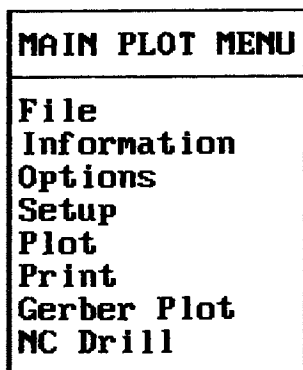 MAIN PLOT MENU
File
Information
Options
Setup
Plot
Print
Gerber Plot
NC Drill